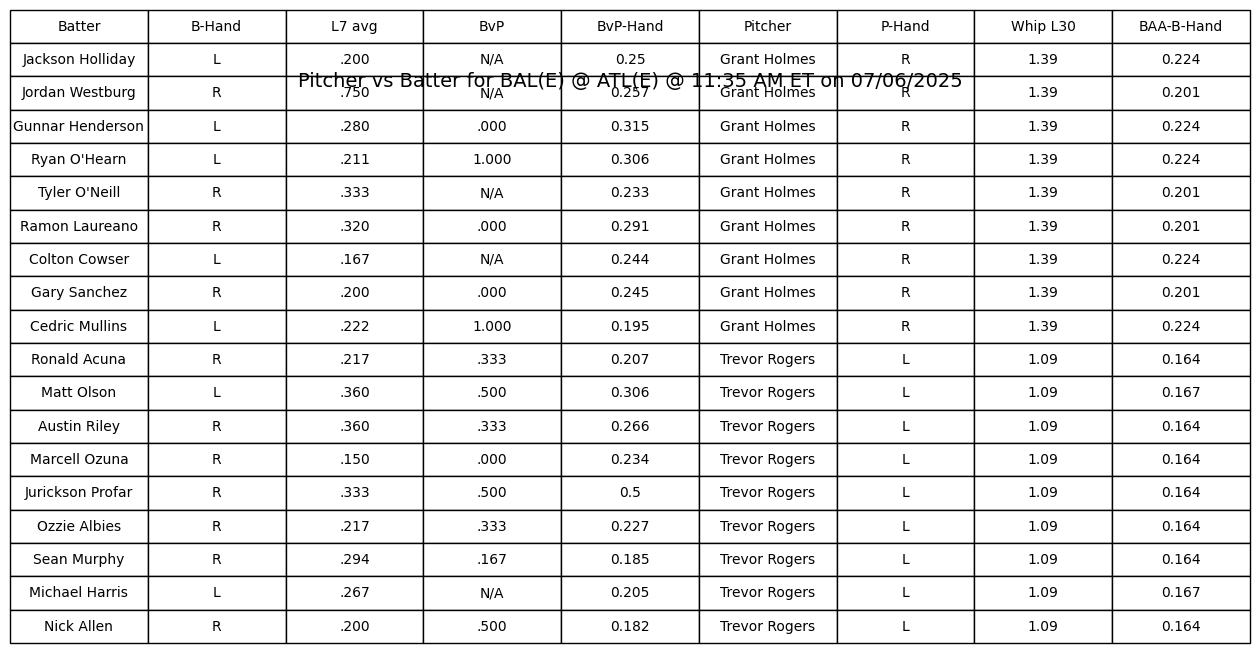 Batter B-Hand L7 avg BvP BvP-Hand Pitcher P-Hand Whip L30 BAA-B-Hand
Jackson Holliday L .200 N/A 0.25 Grant Holmes R 1.39 0.224
Pitcher vs Batter for BAL(E) @ ATL(E) @ 11:35 AM ET on 07/06/2025
Jordan Westburg R .750 N/A 0.257 Grant Holmes R 1.39 0.201
Gunnar Henderson L .280 .000 0.315 Grant Holmes R 1.39 0.224
Ryan O'Hearn L .211 1.000 0.306 Grant Holmes R 1.39 0.224
Tyler O'Neill R .333 N/A 0.233 Grant Holmes R 1.39 0.201
Ramon Laureano R .320 .000 0.291 Grant Holmes R 1.39 0.201
Colton Cowser L .167 N/A 0.244 Grant Holmes R 1.39 0.224
Gary Sanchez R .200 .000 0.245 Grant Holmes R 1.39 0.201
Cedric Mullins L .222 1.000 0.195 Grant Holmes R 1.39 0.224
Ronald Acuna R .217 .333 0.207 Trevor Rogers L 1.09 0.164
Matt Olson L .360 .500 0.306 Trevor Rogers L 1.09 0.167
Austin Riley R .360 .333 0.266 Trevor Rogers L 1.09 0.164
Marcell Ozuna R .150 .000 0.234 Trevor Rogers L 1.09 0.164
Jurickson Profar R .333 .500 0.5 Trevor Rogers L 1.09 0.164
Ozzie Albies R .217 .333 0.227 Trevor Rogers L 1.09 0.164
Sean Murphy R .294 .167 0.185 Trevor Rogers L 1.09 0.164
Michael Harris L .267 N/A 0.205 Trevor Rogers L 1.09 0.167
Nick Allen R .200 .500 0.182 Trevor Rogers L 1.09 0.164